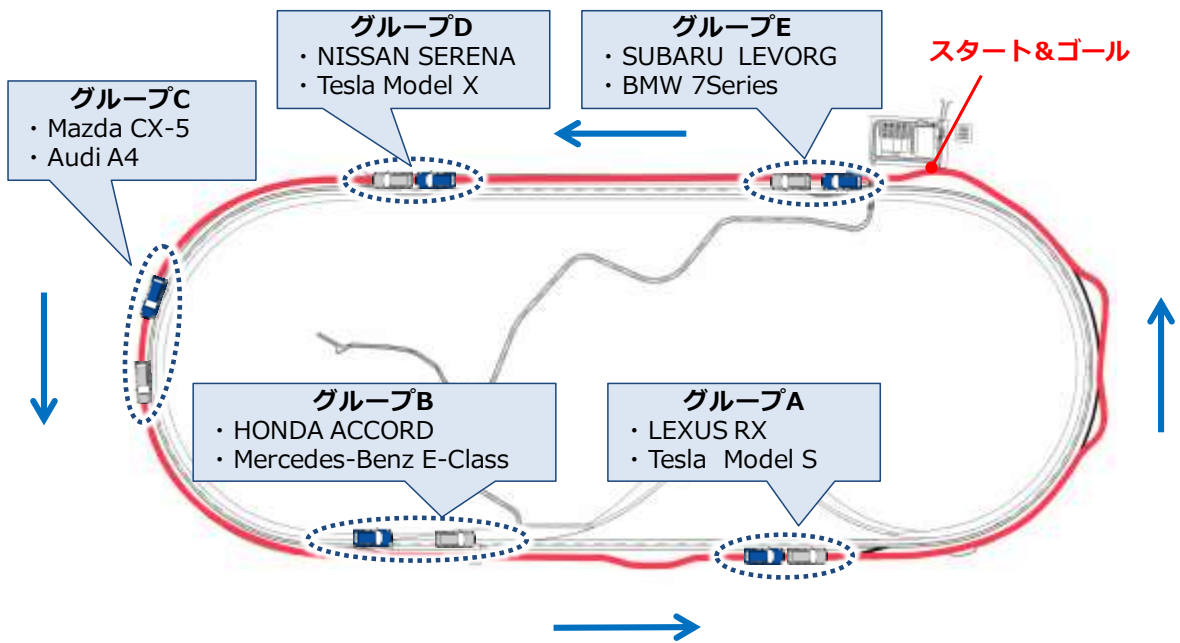 グループD
・NISSAN SERENA
・Tesla Model X
グループE
・SUBARU LEVORG
・BMW 7Series
スタート&ゴール
グループC
・Mazda CX-5
・Audi A4
グループB
・HONDA ACCORD
・Mercedes-Benz E-Class
グループA
・LEXUS RX
・Tesla Model S